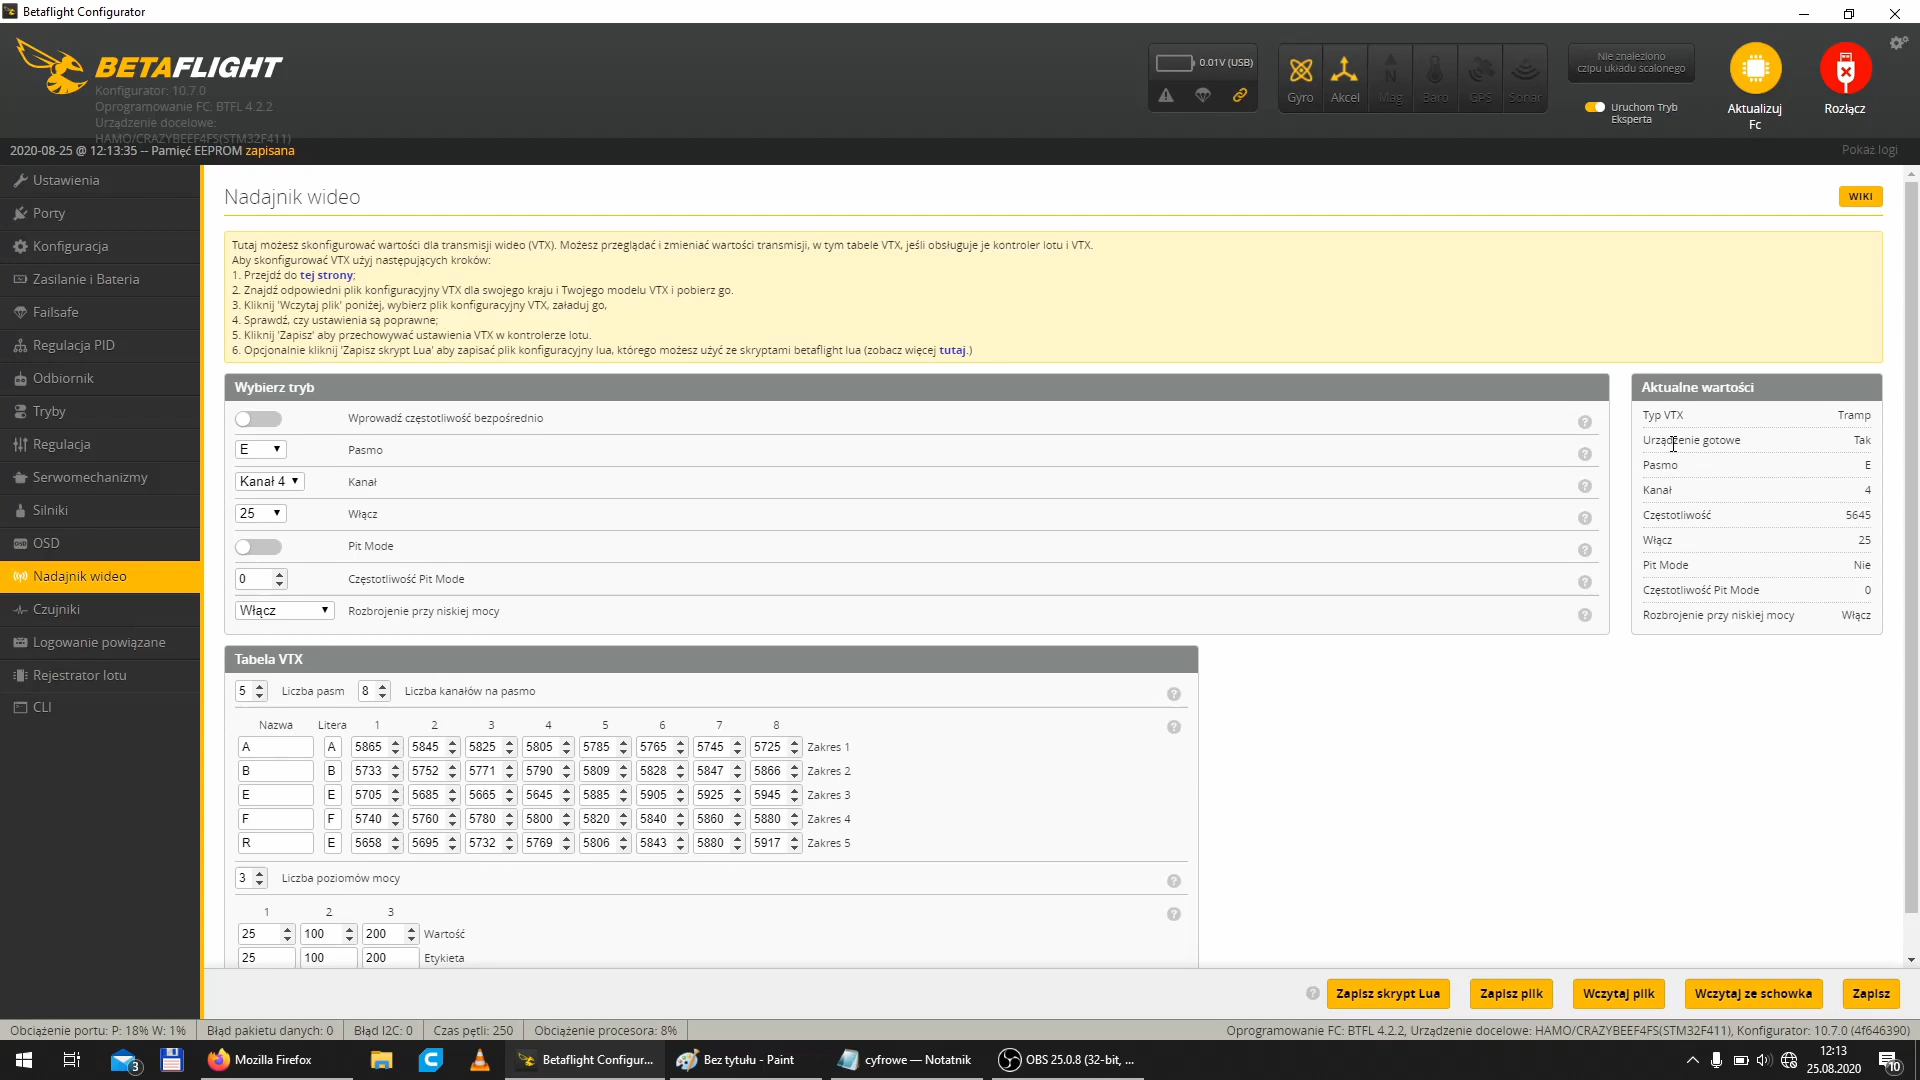 Betaflight Configurator
BETAFLIGHT
Konfigurator: 10.7.0
Oprogramowanie FC: BTFL 4.2.2
Urządzenie docelowe:
HAMO/CRAZYBEEF4FS(STM32F411)
0.01V (USB)
Gyro
Akcel
Mag
Baro
GPS
Sonar
Nie znaleziono
czipu układu scalonego
Uruchom Tryb
Eksperta
Aktualizuj
Fc
Rozłącz
2020-08-25 @ 12:13:35 -- Pamięć EEPROM zapisana
Pokaż logi
Ustawienia
Porty
Konfiguracja
Zasilanie i Bateria
Failsafe
Regulacja PID
Odbiornik
Tryby
Regulacja
Serwomechanizmy
Silniki
OSD
Nadajnik wideo
Czujniki
Logowanie powiązane
Rejestrator lotu
CLI
Nadajnik wideo
WIKI
Tutaj możesz skonfigurować wartości dla transmisji wideo (VTX). Możesz przeglądać i zmieniać wartości transmisji, w tym tabele VTX, jeśli obsługuje je kontroler lotu i VTX.
Aby skonfigurować VTX użyj następujących kroków:
1. Przejdź do tej strony;
2. Znajdź odpowiedni plik konfiguracyjny VTX dla swojego kraju i Twojego modelu VTX i pobierz go.
3. Kliknij 'Wczytaj plik' poniżej, wybierz plik konfiguracyjny VTX, załaduj go,
4. Sprawdź, czy ustawienia są poprawne;
5. Kliknij 'Zapisz' aby przechowywać ustawienia VTX w kontrolerze lotu.
6. Opcjonalnie kliknij 'Zapisz skrypt Lua' aby zapisać plik konfiguracyjny lua, którego możesz użyć ze skryptami betaflight lua (zobacz więcej tutaj.)
Wybierz tryb
Wprowadź częstotliwość bezpośrednio
E Pasmo
Kanał 4 Kanał
25 Włącz
Pit Mode
0 Częstotliwość Pit Mode
Włącz Rozbrojenie przy niskiej mocy
Aktualne wartości
Typ VTX Tramp
Urządzenie gotowe Tak
Pasmo E
Kanał 4
Częstotliwość 5645
Włącz 25
Pit Mode Nie
Częstotliwość Pit Mode 0
Rozbrojenie przy niskiej mocy Włącz
Tabela VTX
5 Liczba pasm 8 Liczba kanałów na pasmo
Nazwa Litera 1 2 3 4 5 6 7 8
A A 5865 5845 5825 5805 5785 5765 5745 5725 Zakres 1
B B 5733 5752 5771 5790 5809 5828 5847 5866 Zakres 2
E E 5705 5685 5665 5645 5885 5905 5925 5945 Zakres 3
F F 5740 5760 5780 5800 5820 5840 5860 5880 Zakres 4
R E 5658 5695 5732 5769 5806 5843 5880 5917 Zakres 5
3 Liczba poziomów mocy
1 2 3
25 100 200 Wartość
25 100 200 Etykieta
Zapisz skrypt Lua
Zapisz plik
Wczytaj plik
Wczytaj ze schowka
Zapisz
Obciążenie portu: P: 18% W: 1% Błąd pakietu danych: 0 Błąd I2C: 0 Czas pętli: 250 Obciążenie procesora: 8%
Oprogramowanie FC: BTFL 4.2.2, Urządzenie docelowe: HAMO/CRAZYBEEF4FS(STM32F411), Konfigurator: 10.7.0 (4f646390)
3
Mozilla Firefox
Betaflight Configur...
Bez tytułu - Paint
cyfrowe — Notatnik
OBS 25.0.8 (32-bit, ...
12:13
25.08.2020
10